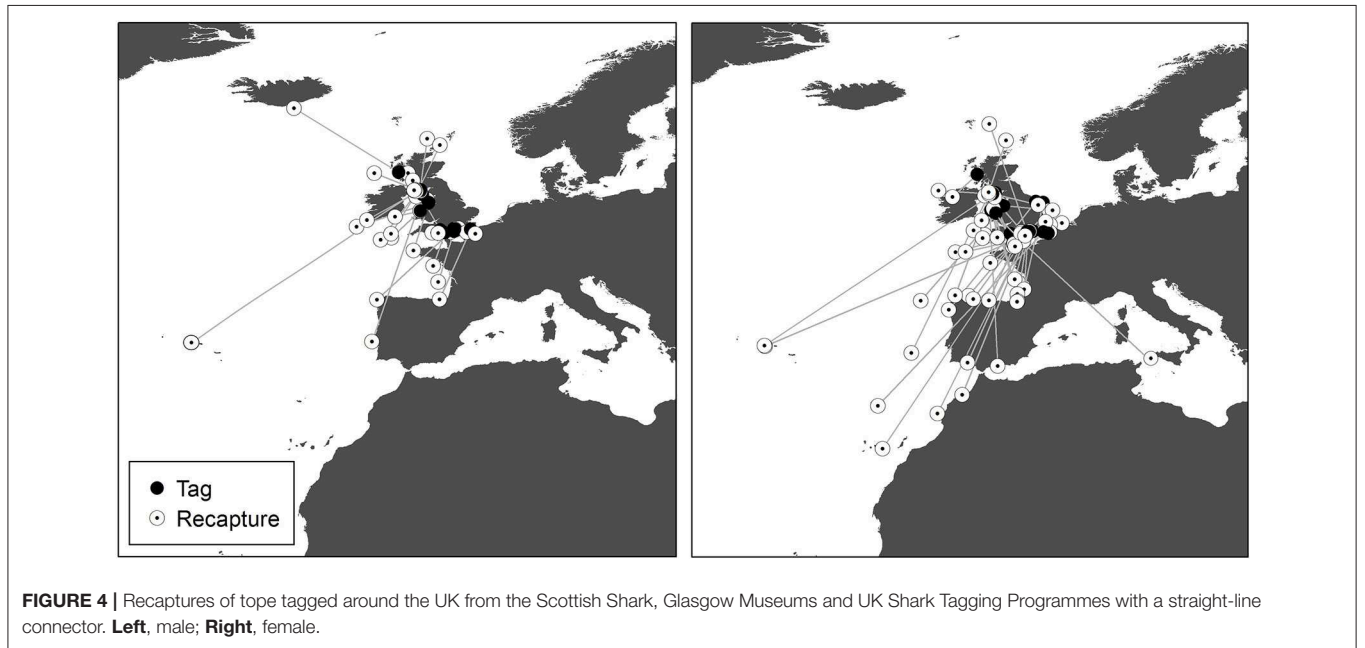 Tag
Recapture
FIGURE 4 | Recaptures of tope tagged around the UK from the Scottish Shark, Glasgow Museums and UK Shark Tagging Programmes with a straight-line
connector. Left, male; Right, female.